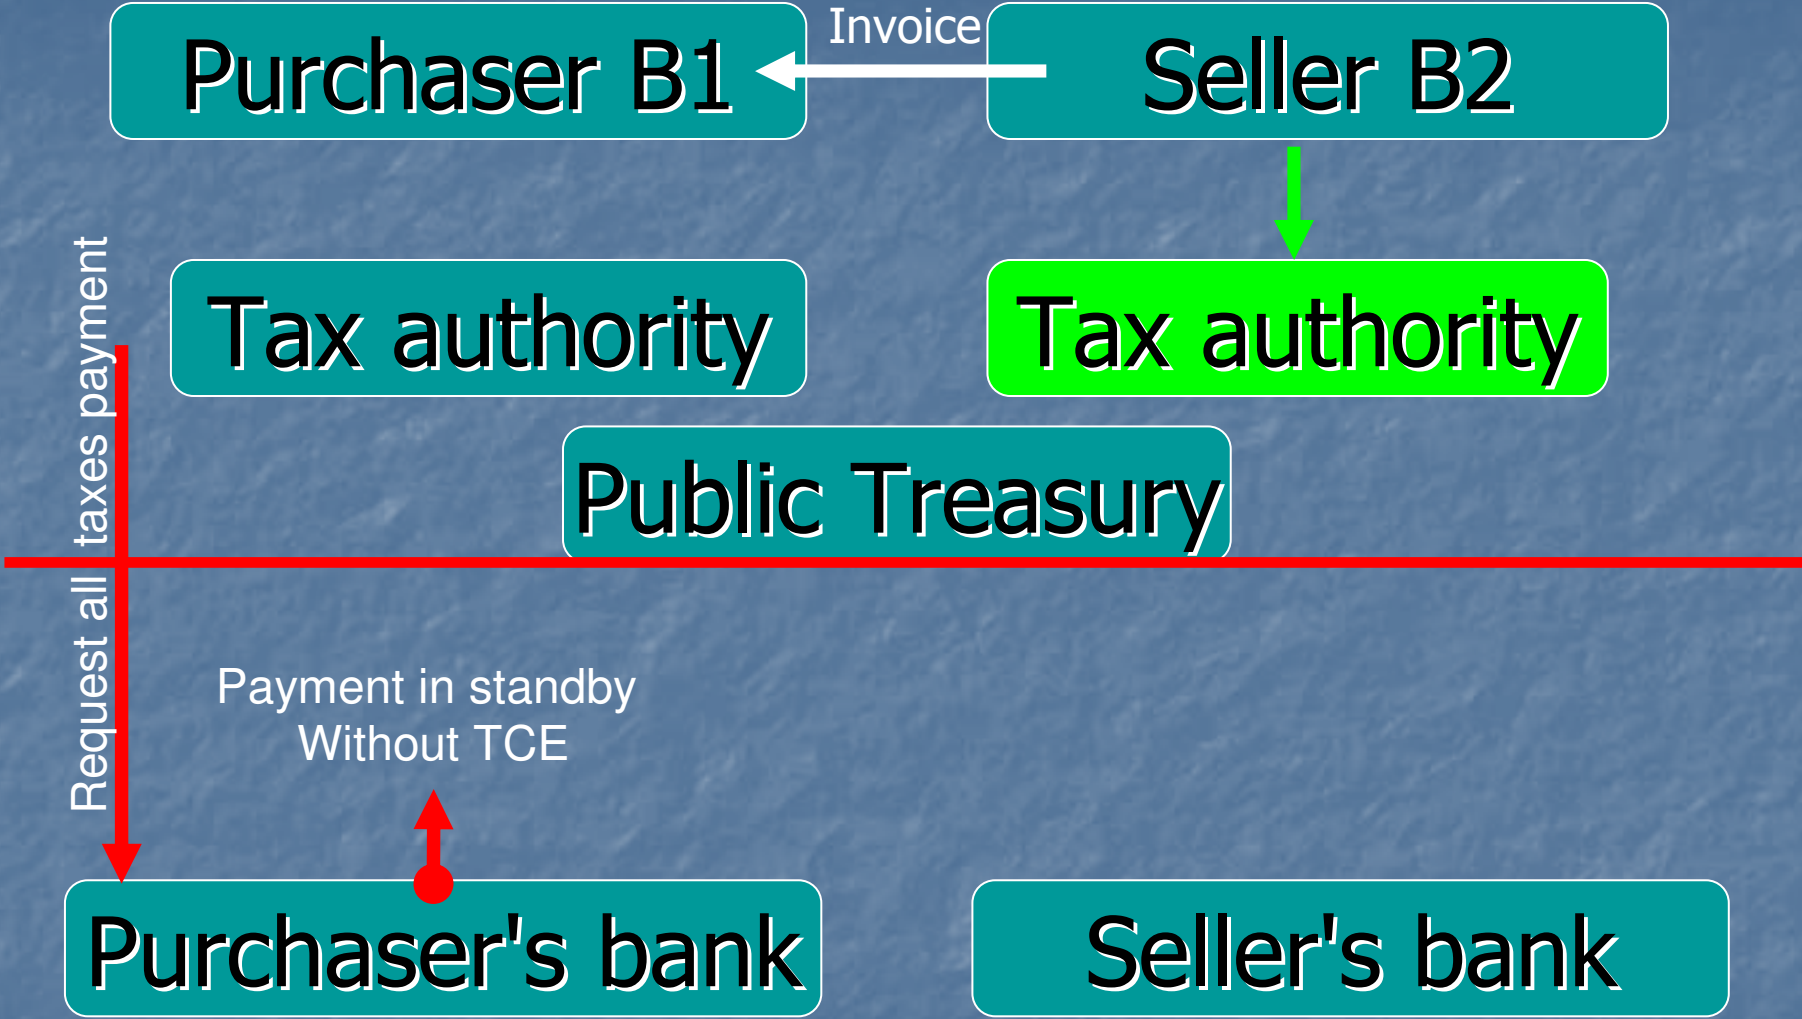 Invoice
Purchaser B1
Seller B2
Tax authority
Tax authority
Public Treasury
Request all taxes payment
Payment in standby
Without TCE
Purchaser's bank
Seller's bank